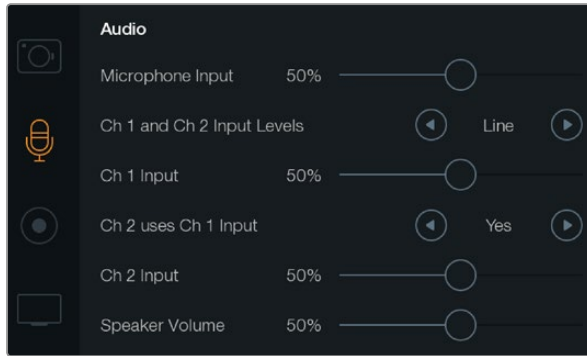 Audio
Microphone Input 50%
Ch 1 and Ch 2 Input Levels Line
Ch 1 Input 50%
Ch 2 uses Ch 1 Input Yes
Ch 2 Input 50%
Speaker Volume 50%